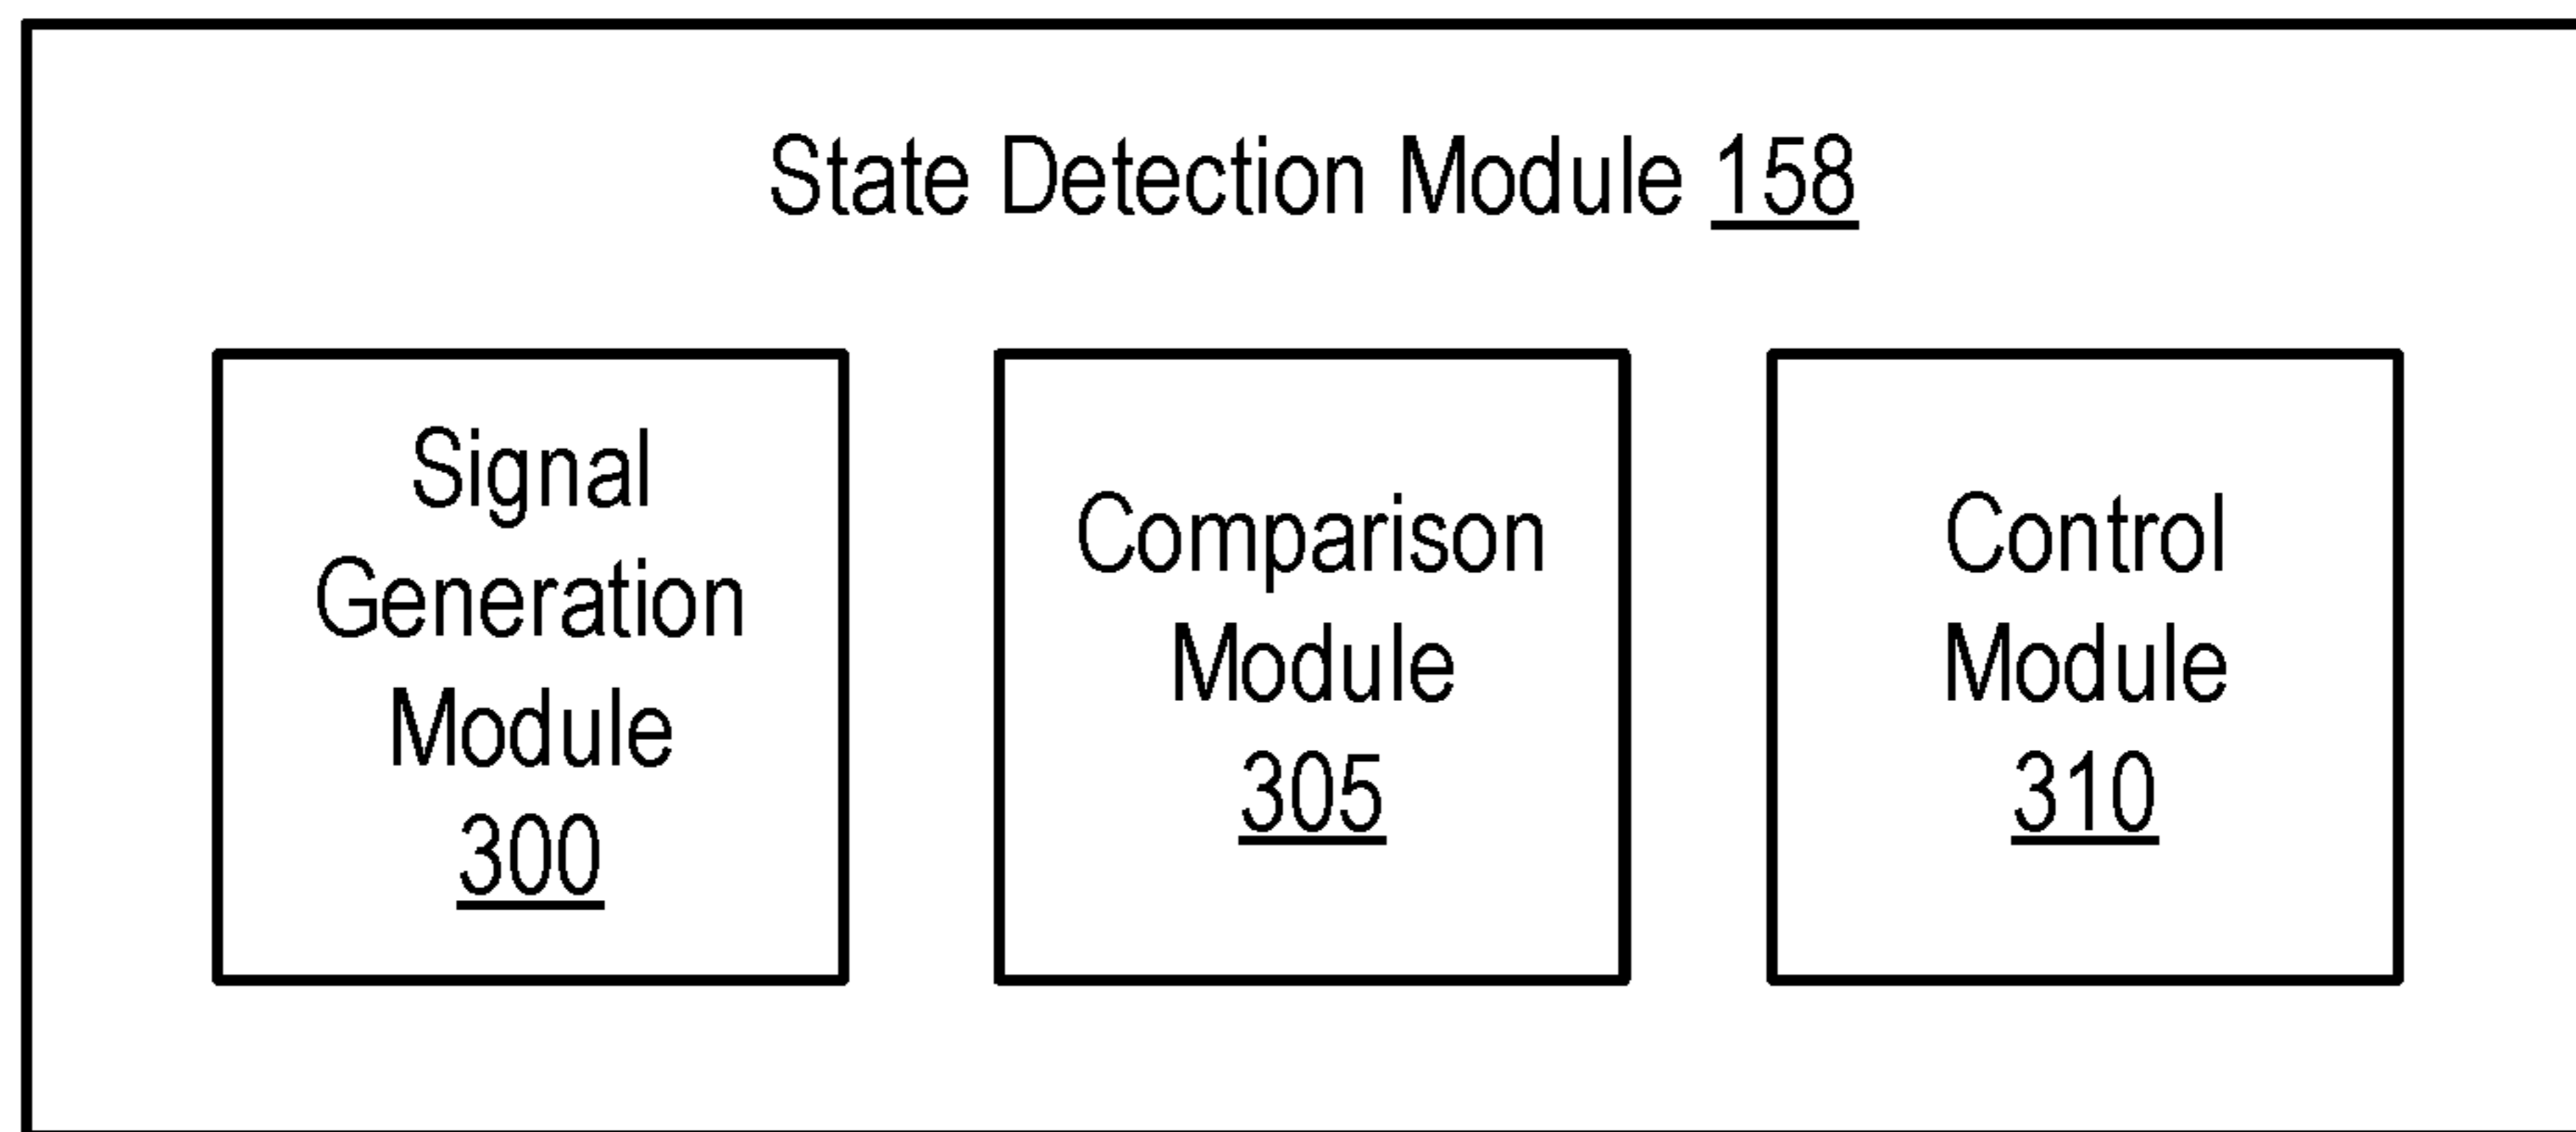 State Detection Module 158
Signal
Generation
Module
300
Comparison
Module
305
Control
Module
310